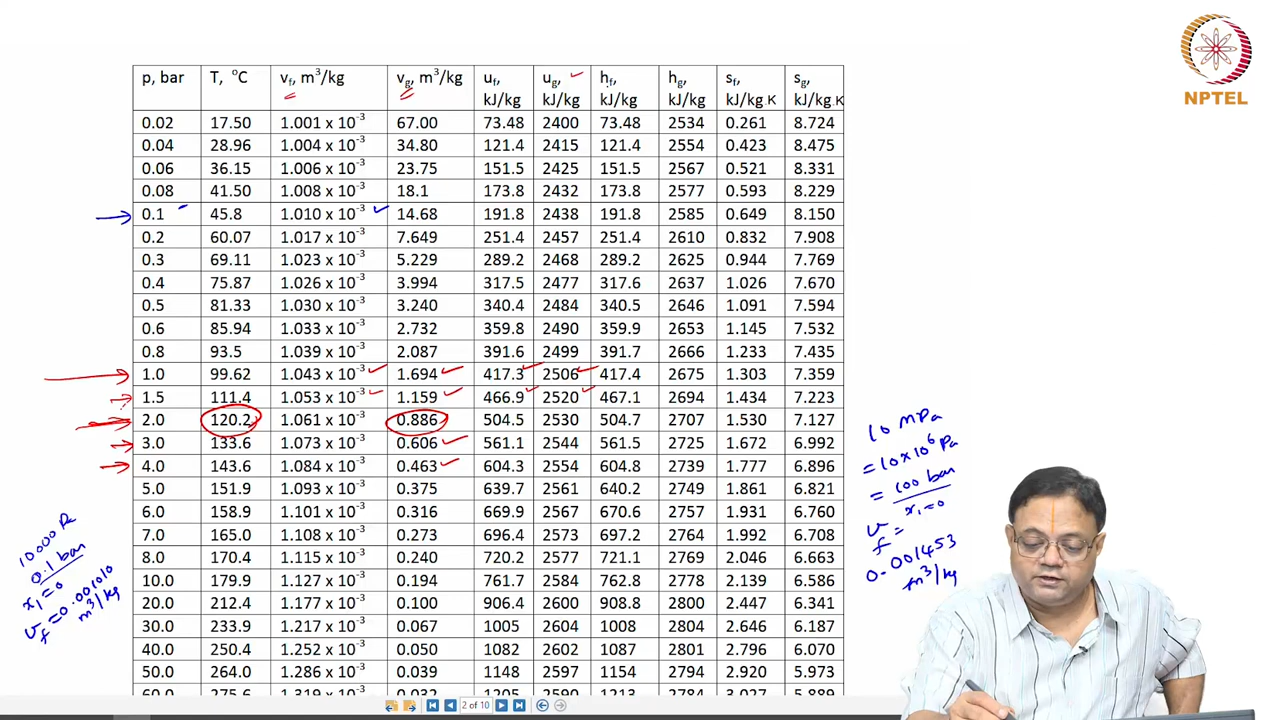 NPTEL
p, bar T, °C v_f, m³/kg v_g, m³/kg u_f, kJ/kg u_g, kJ/kg h_f, kJ/kg h_g, kJ/kg s_f, kJ/kg K s_g, kJ/kg.K
0.02 17.50 1.001 x 10⁻³ 67.00 73.48 2400 73.48 2534 0.261 8.724
0.04 28.96 1.004 x 10⁻³ 34.80 121.4 2415 121.4 2554 0.423 8.475
0.06 36.15 1.006 x 10⁻³ 23.75 151.5 2425 151.5 2567 0.521 8.331
0.08 41.50 1.008 x 10⁻³ 18.1 173.8 2432 173.8 2577 0.593 8.229
0.1 45.8 1.010 x 10⁻³ 14.68 191.8 2438 191.8 2585 0.649 8.150
0.2 60.07 1.017 x 10⁻³ 7.649 251.4 2457 251.4 2610 0.832 7.908
0.3 69.11 1.023 x 10⁻³ 5.229 289.2 2468 289.2 2625 0.944 7.769
0.4 75.87 1.026 x 10⁻³ 3.994 317.5 2477 317.6 2637 1.026 7.670
0.5 81.33 1.030 x 10⁻³ 3.240 340.4 2484 340.5 2646 1.091 7.594
0.6 85.94 1.033 x 10⁻³ 2.732 359.8 2490 359.9 2653 1.145 7.532
0.8 93.5 1.039 x 10⁻³ 2.087 391.6 2499 391.7 2666 1.233 7.435
1.0 99.62 1.043 x 10⁻³ 1.694 417.3 2506 417.4 2675 1.303 7.359
1.5 111.4 1.053 x 10⁻³ 1.159 466.9 2520 467.1 2694 1.434 7.223
2.0 120.2 1.061 x 10⁻³ 0.886 504.5 2530 504.7 2707 1.530 7.127
3.0 133.6 1.073 x 10⁻³ 0.606 561.1 2544 561.5 2725 1.672 6.992
4.0 143.6 1.084 x 10⁻³ 0.463 604.3 2554 604.8 2739 1.777 6.896
5.0 151.9 1.093 x 10⁻³ 0.375 639.7 2561 640.2 2749 1.861 6.821
6.0 158.9 1.101 x 10⁻³ 0.316 669.9 2567 670.6 2757 1.931 6.760
7.0 165.0 1.108 x 10⁻³ 0.273 696.4 2573 697.2 2764 1.992 6.708
8.0 170.4 1.115 x 10⁻³ 0.240 720.2 2577 721.1 2769 2.046 6.663
10.0 179.9 1.127 x 10⁻³ 0.194 761.7 2584 762.8 2778 2.139 6.586
20.0 212.4 1.177 x 10⁻³ 0.100 906.4 2600 908.8 2800 2.447 6.341
30.0 233.9 1.217 x 10⁻³ 0.067 1005 2604 1008 2804 2.646 6.187
40.0 250.4 1.252 x 10⁻³ 0.050 1082 2602 1087 2801 2.796 6.070
50.0 264.0 1.286 x 10⁻³ 0.039 1148 2597 1154 2794 2.920 5.973
60.0 275.6 1.319 x 10⁻³ 0.032 1205 2590 1213 2784 3.027 5.889
10000 Pa
0.1 bar
x₁=0
v_f=0.001010
m³/kg
10 MPa
=10x10⁶ Pa
= 100 bar
x₁=0
v_f =
0.001453
m³/kg
2 of 10